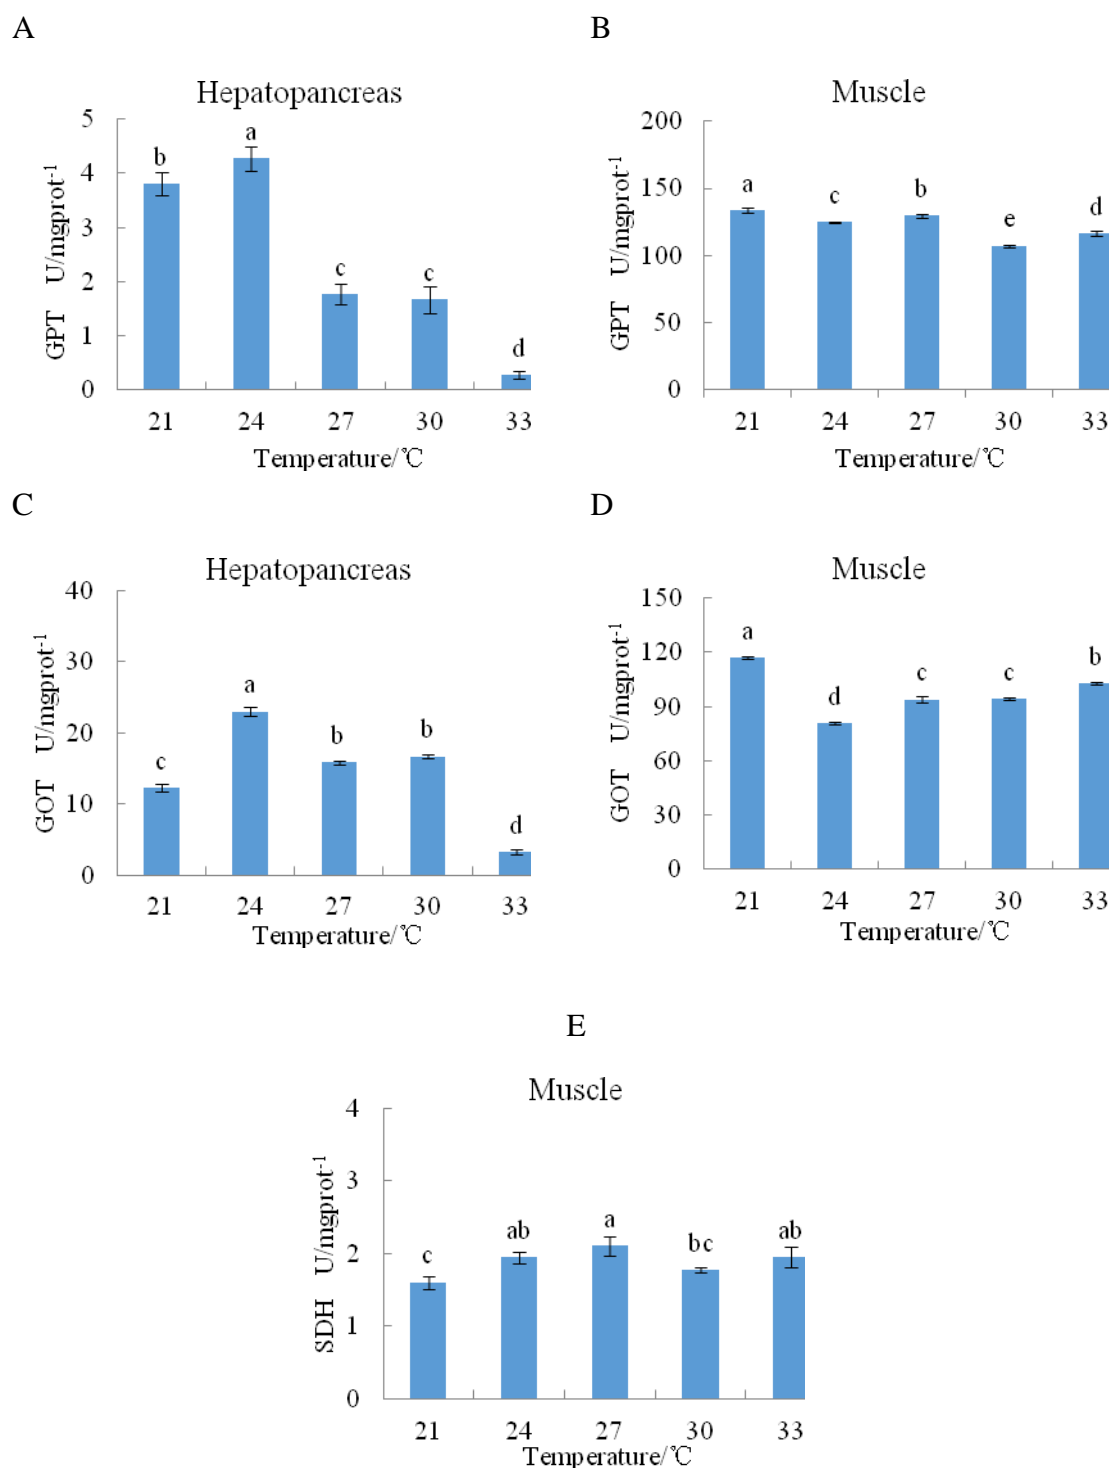 A
Hepatopancreas
GPT U/mgprot-1
5
4
3
2
1
0
b
a
c
c
d
21 24 27 30 33
Temperature/℃
B
Muscle
GPT U/mgprot-1
200
150
100
50
0
a
c
b
e
d
21 24 27 30 33
Temperature/℃
C
Hepatopancreas
GOT U/mgprot-1
40
30
20
10
0
c
a
b
b
d
21 24 27 30 33
Temperature/℃
D
Muscle
GOT U/mgprot-1
150
120
90
60
30
0
a
d
c
c
b
21 24 27 30 33
Temperature/℃
E
Muscle
SDH U/mgprot-1
4
3
2
1
0
c
ab
a
bc
ab
21 24 27 30 33
Temperature/℃